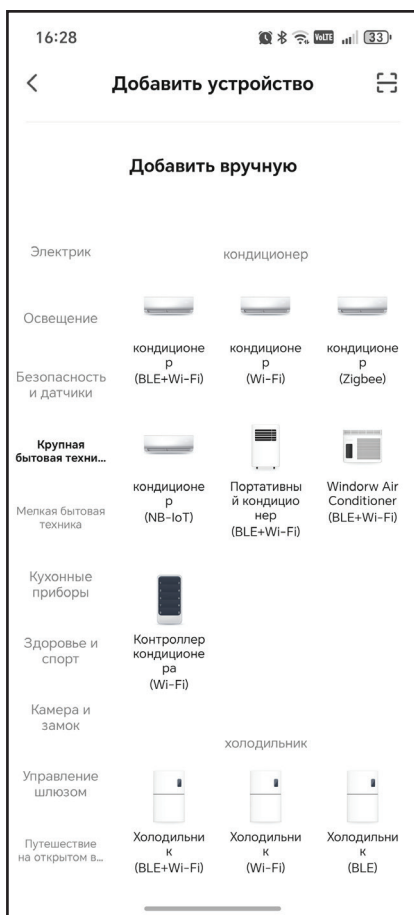 16:28
VoLTE
33
Добавить устройство
Добавить вручную
Электрик
Освещение
Безопасность
и датчики
Крупная
бытовая техни...
Мелкая бытовая
техника
Кухонные
приборы
Здоровье и
спорт
Камера и
замок
Управление
шлюзом
Путешествие
на открытом в...
кондиционер
кондиционе
р
(BLE+Wi-Fi)
кондиционе
р
(Wi-Fi)
кондиционе
р
(Zigbee)
кондиционе
р
(NB-IoT)
Портативны
й кондицио
нер
(BLE+Wi-Fi)
Windorw Air
Conditioner
(BLE+Wi-Fi)
Контроллер
кондиционе
ра
(Wi-Fi)
холодильник
Холодильни
к
(BLE+Wi-Fi)
Холодильни
к
(Wi-Fi)
Холодильни
к
(BLE)